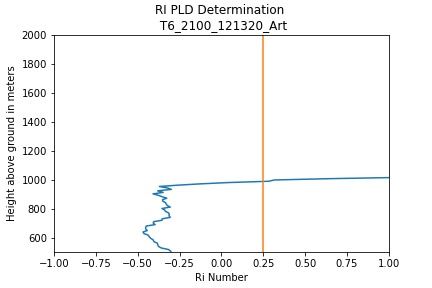 RI PLD Determination
T6_2100_121320_Art
2000
1800
1600
1400
1200
1000
800
600
Height above ground in meters
−1.00 −0.75 −0.50 −0.25 0.00 0.25 0.50 0.75 1.00
Ri Number